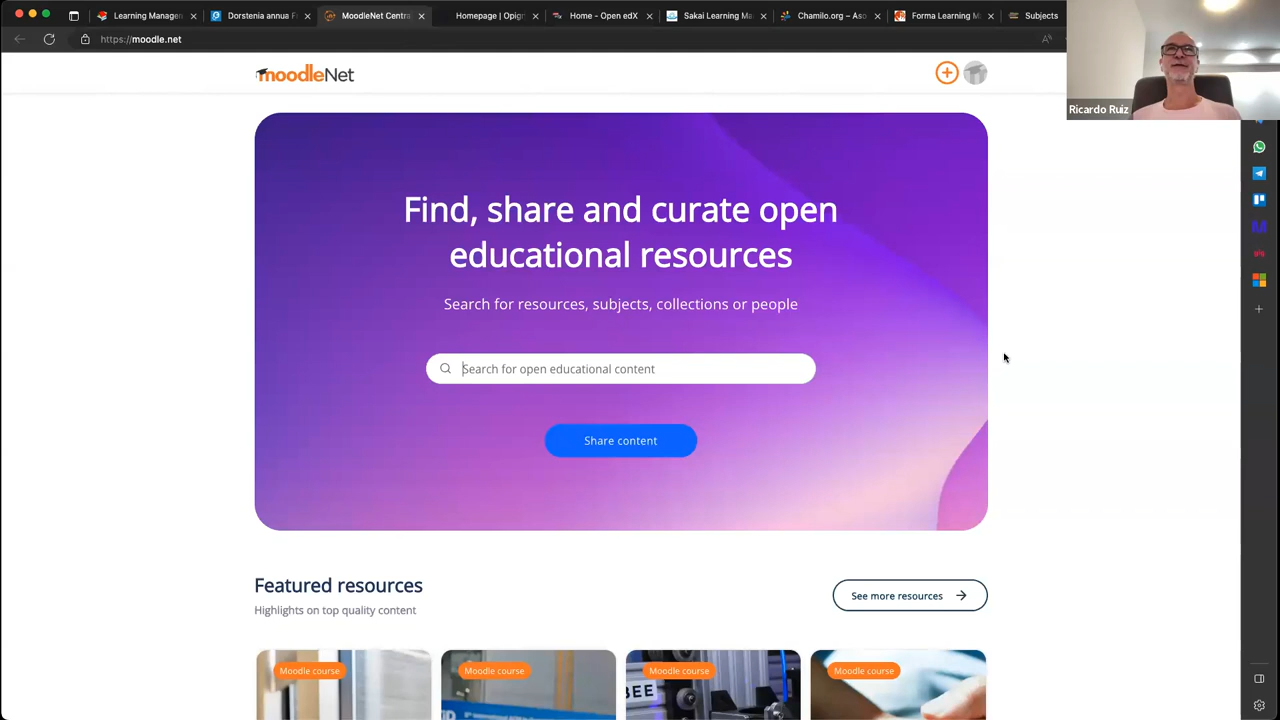 Learning Managen
Dorstenia annua F
MoodleNet Centra
Homepage | Opign
Home - Open edX
Sakai Learning Ma
Chamilo.org – Aso
Forma Learning M
Subjects
https://moodle.net
moodleNet
Ricardo Ruiz
Find, share and curate open
educational resources
Search for resources, subjects, collections or people
Search for open educational content
Share content
Featured resources
See more resources
Highlights on top quality content
Moodle course
Moodle course
Moodle course
Moodle course
BEE